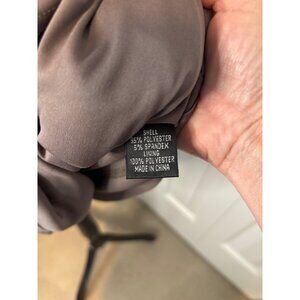 SHELL
95% POLYESTER
5% SPANDEX
LINING
100% POLYESTER
MADE IN CHINA